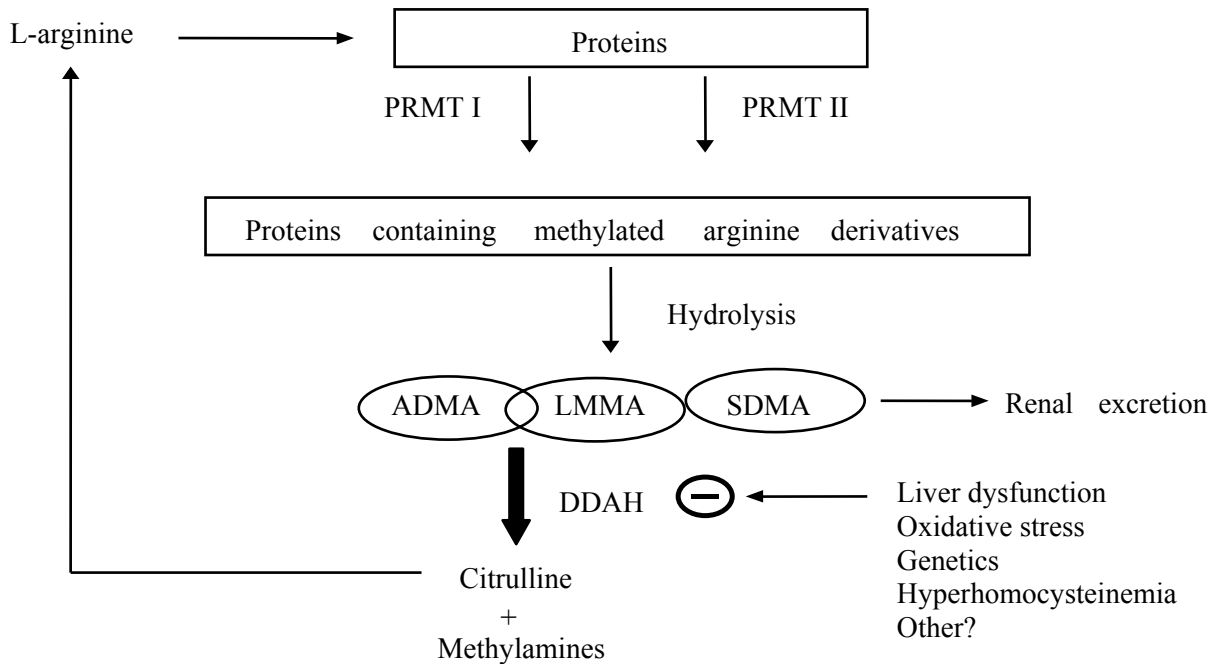 L-arginine
Proteins
PRMT I
PRMT II
Proteins containing methylated arginine derivatives
Hydrolysis
ADMA
LMMA
SDMA
Renal excretion
DDAH
Liver dysfunction
Oxidative stress
Genetics
Hyperhomocysteinemia
Other?
Citrulline
+
Methylamines